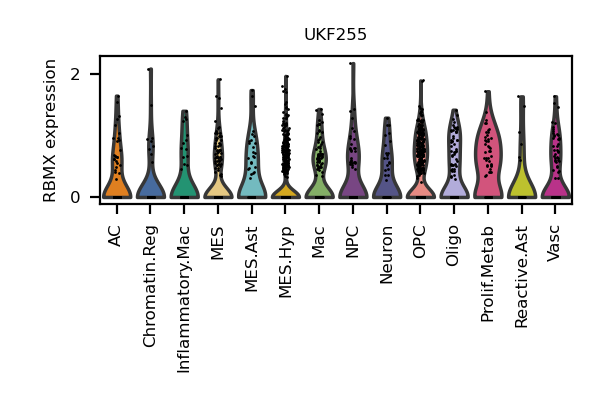 UKF255
RBMX expression
2
0
AC
Chromatin.Reg
Inflammatory.Mac
MES
MES.Ast
MES.Hyp
Mac
NPC
Neuron
OPC
Oligo
Prolif.Metab
Reactive.Ast
Vasc